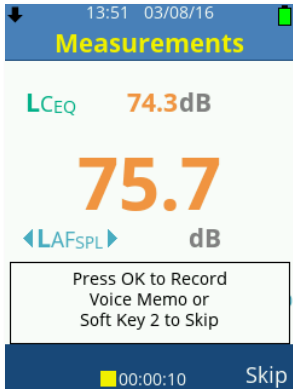 13:51 03/08/16
Measurements
LCEQ 74.3dB
75.7
LAFSPL dB
Press OK to Record
Voice Memo or
Soft Key 2 to Skip
00:00:10 Skip